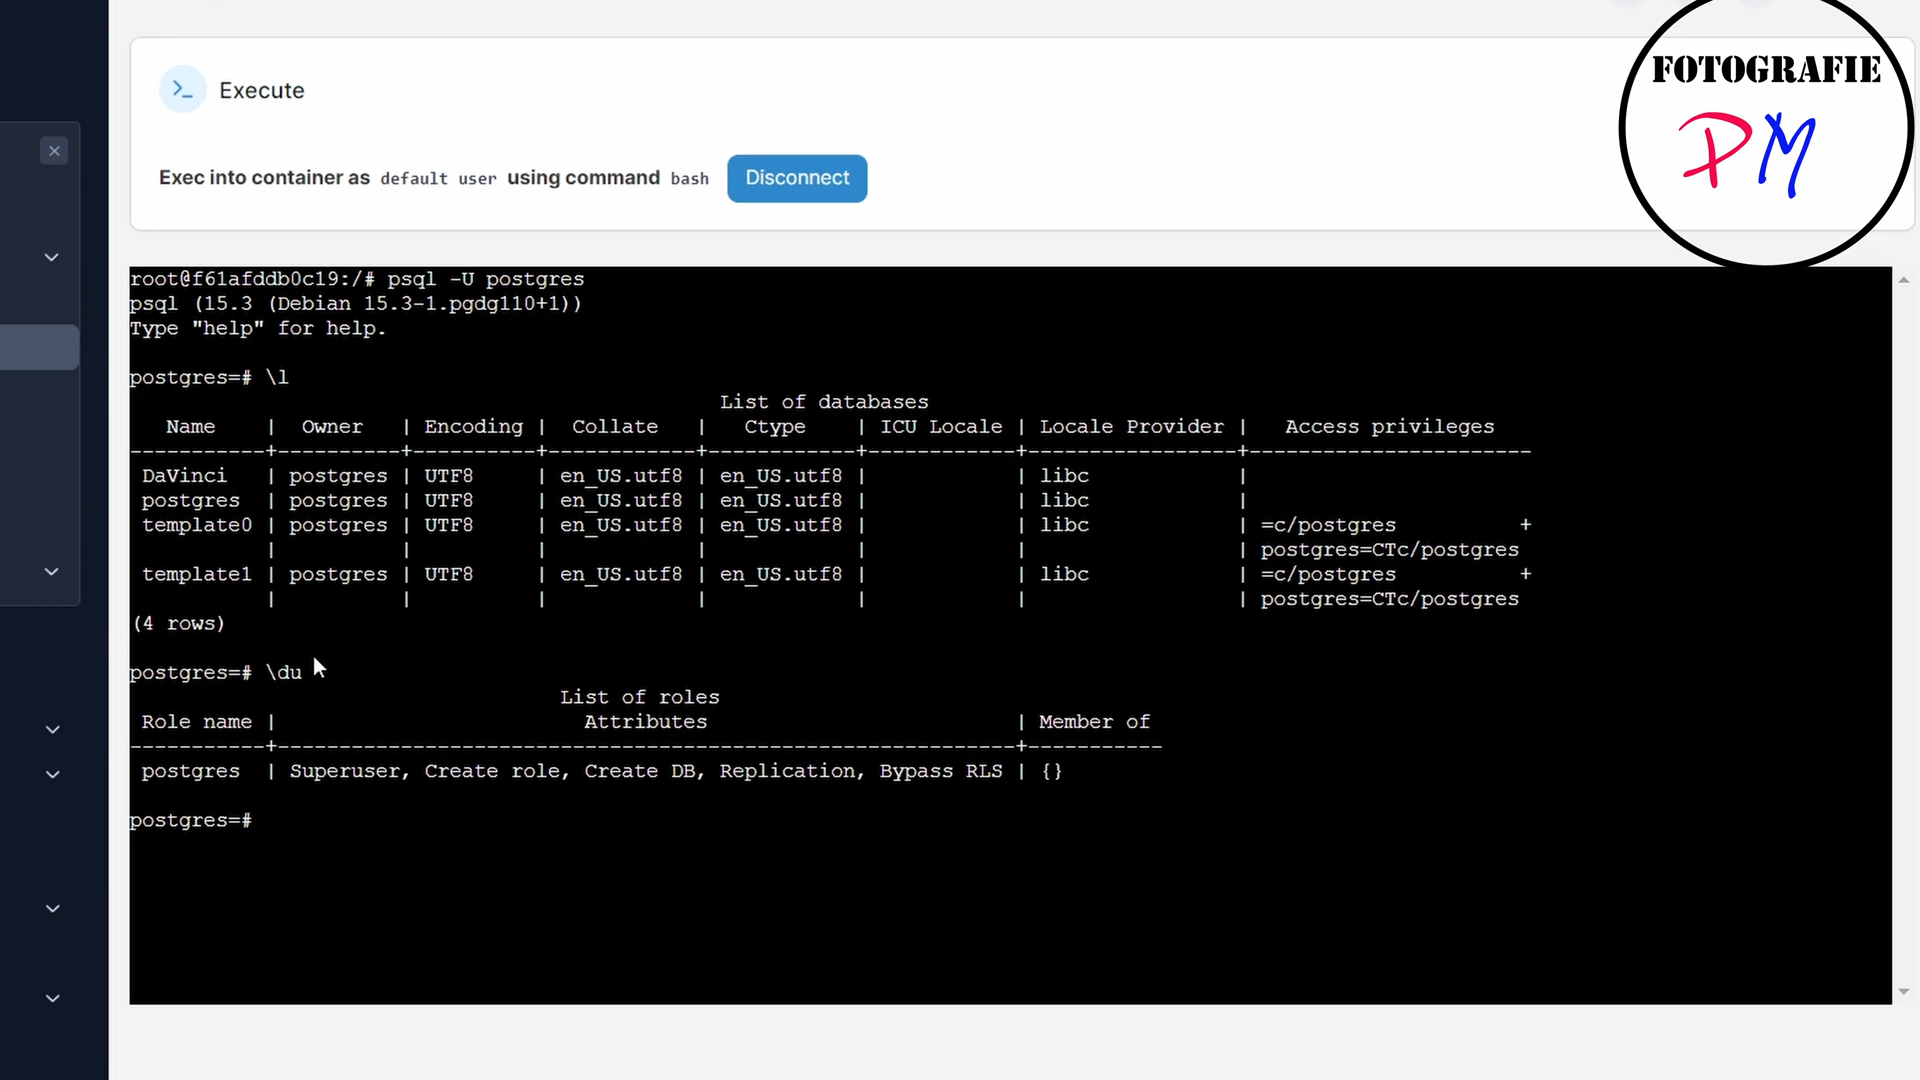 FOTOGRAFIE
PM
>_ Execute
Exec into container as default user using command bash Disconnect
root@f61afddb0c19:/# psql -U postgres
psql (15.3 (Debian 15.3-1.pgdg110+1))
Type "help" for help.
postgres=# \l
List of databases
Name | Owner | Encoding | Collate | Ctype | ICU Locale | Locale Provider | Access privileges
-----------+----------+----------+------------+------------+------------+-----------------+-----------------------
DaVinci | postgres | UTF8 | en_US.utf8 | en_US.utf8 | | libc |
postgres | postgres | UTF8 | en_US.utf8 | en_US.utf8 | | libc |
template0 | postgres | UTF8 | en_US.utf8 | en_US.utf8 | | libc | =c/postgres +
| | | | | | | postgres=CTc/postgres
template1 | postgres | UTF8 | en_US.utf8 | en_US.utf8 | | libc | =c/postgres +
| | | | | | | postgres=CTc/postgres
(4 rows)
postgres=# \du
List of roles
Role name | Attributes | Member of
-----------+------------------------------------------------------------+-----------
postgres | Superuser, Create role, Create DB, Replication, Bypass RLS | {}
postgres=#